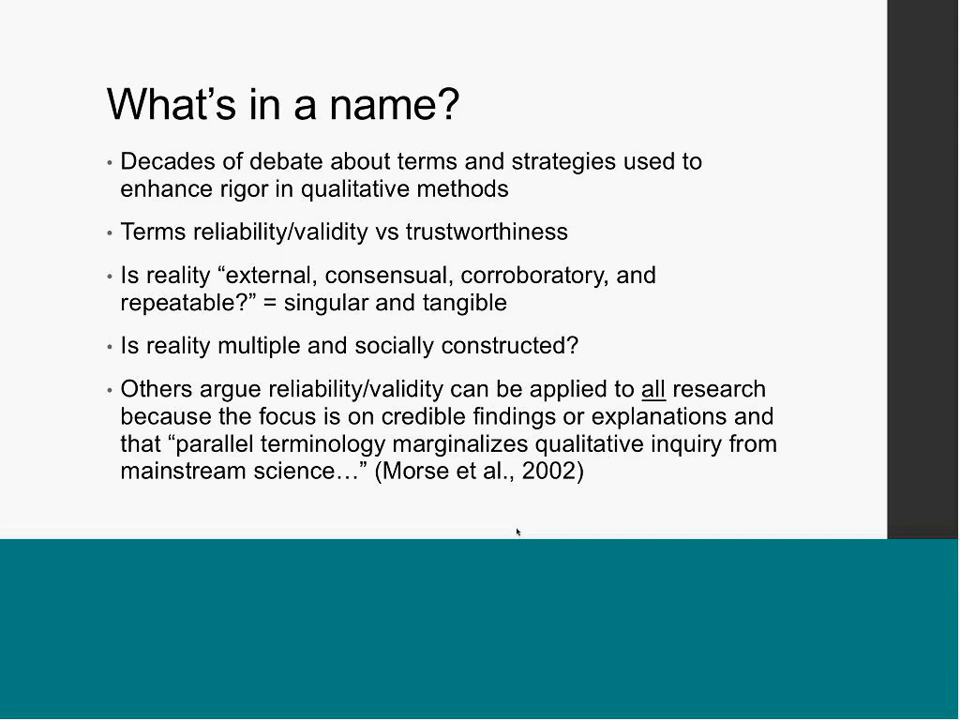 What’s in a name?
• Decades of debate about terms and strategies used to
enhance rigor in qualitative methods
• Terms reliability/validity vs trustworthiness
• Is reality “external, consensual, corroboratory, and
repeatable?” = singular and tangible
• Is reality multiple and socially constructed?
• Others argue reliability/validity can be applied to all research
because the focus is on credible findings or explanations and
that “parallel terminology marginalizes qualitative inquiry from
mainstream science…” (Morse et al., 2002)